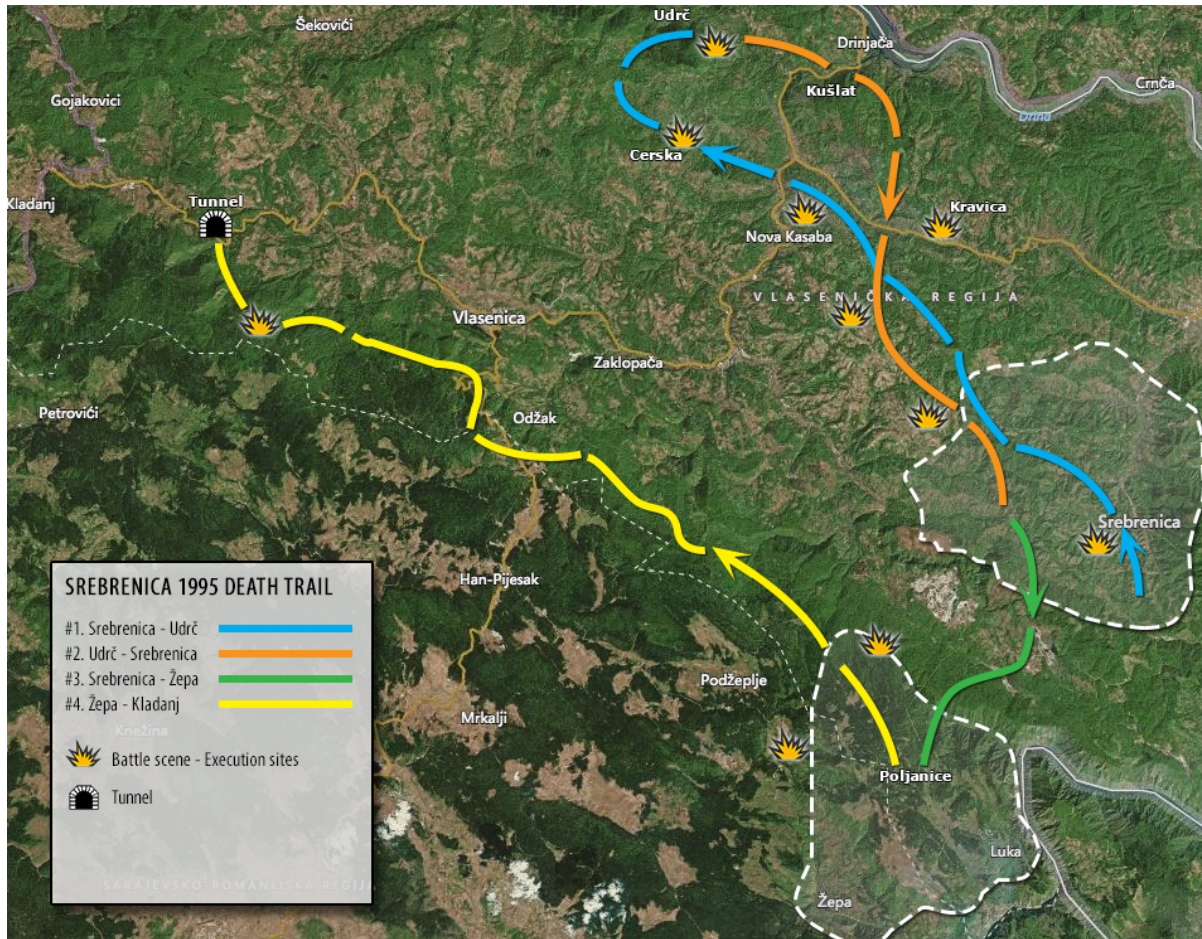 Udrč
Šekovići
Drinjača
Crnča
Kušlat
Gojakovici
Drina
Cerska
Tunnel
Kladanj
Kravica
Nova Kasaba
VLASENIČKA REGIJA
Vlasenica
Zaklopača
Petrovići
Odžak
Srebrenica
SREBRENICA 1995 DEATH TRAIL
#1. Srebrenica - Udrč
#2. Udrč - Srebrenica
#3. Srebrenica - Žepa
#4. Žepa - Kladanj
Knežina
Battle scene - Execution sites
Tunnel
SARAJEVSKO-ROMANIJSKA REGIJA
Han-Pijesak
Podžeplje
Mrkalji
Poljanice
Luka
Žepa